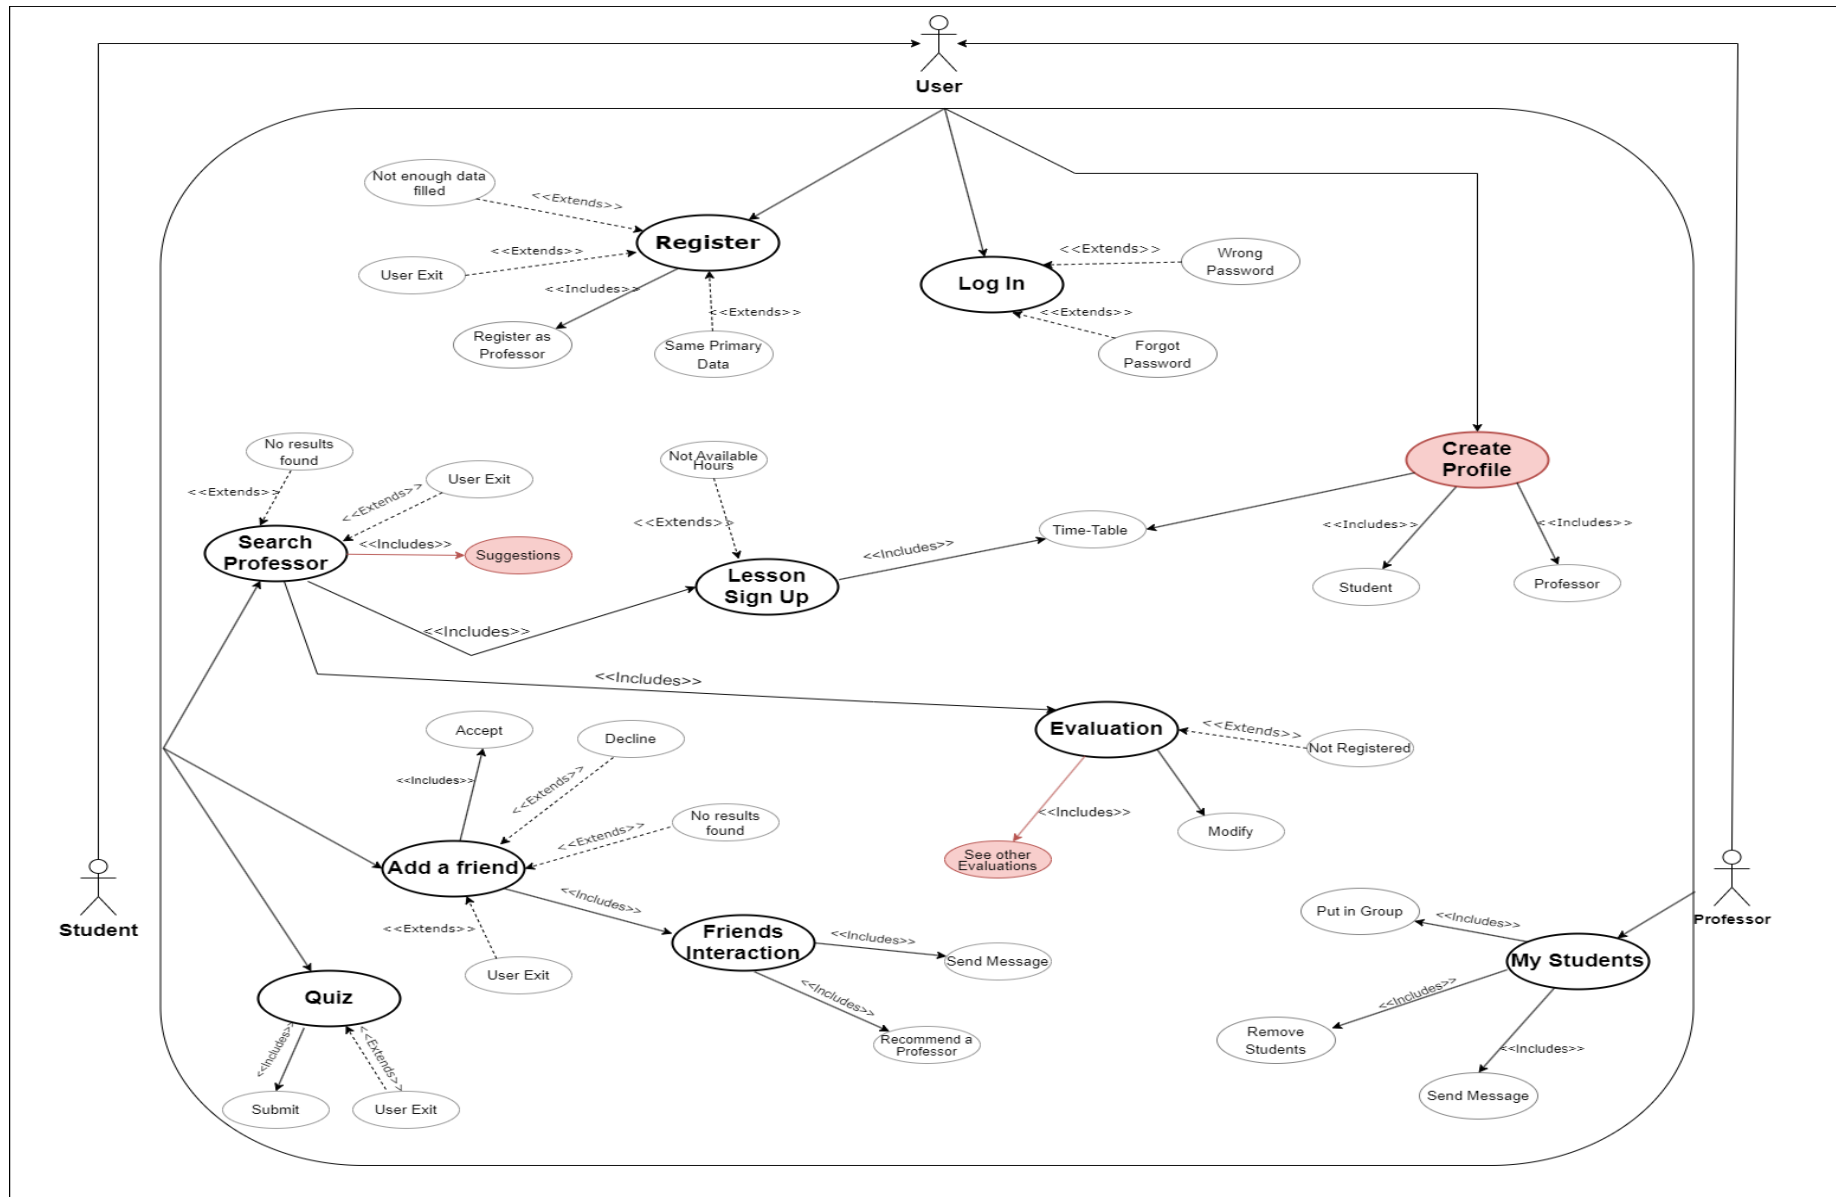 User
Not enough data
filled
<<Extends>>
Register
<<Extends>>
User Exit
<<Includes>>
Register as
Professor
<<Extends>>
Same Primary
Data
Log In
<<Extends>>
Wrong
Password
<<Extends>>
Forgot
Password
No results
found
<<Extends>>
User Exit
<<Extends>>
Search
Professor
<<Includes>>
Suggestions
Not Available
Hours
<<Extends>>
Lesson
Sign Up
<<Includes>>
Time-Table
Create
Profile
<<Includes>>
<<Includes>>
Student
Professor
<<Includes>>
<<Includes>>
Accept
Decline
<<Includes>>
<<Extends>>
No results
found
<<Extends>>
Add a friend
<<Extends>>
User Exit
<<Includes>>
Evaluation
<<Extends>>
Not Registered
<<Includes>>
See other
Evaluations
Modify
Student
Professor
Friends
Interaction
<<Includes>>
Send Message
<<Includes>>
Recommend a
Professor
Quiz
<<Includes>>
<<Extends>>
Submit
User Exit
Put in Group
<<Includes>>
My Students
<<Includes>>
Remove
Students
<<Includes>>
Send Message